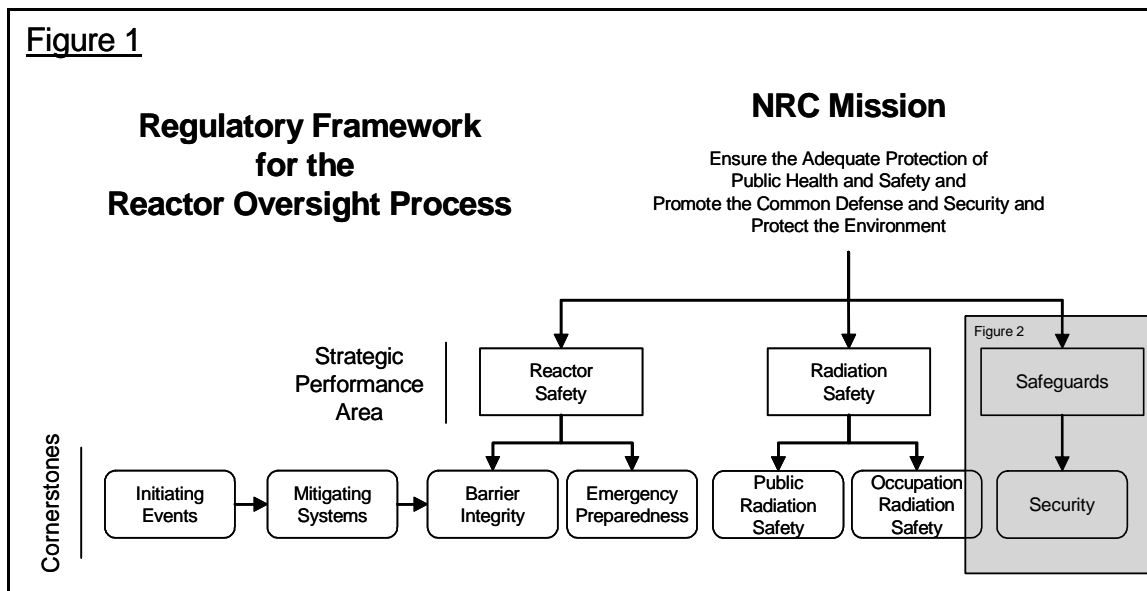 Figure 1
Regulatory Framework
for the
Reactor Oversight Process
NRC Mission
Ensure the Adequate Protection of
Public Health and Safety and
Promote the Common Defense and Security and
Protect the Environment
Strategic
Performance
Area
Reactor
Safety
Radiation
Safety
Figure 2
Safeguards
Cornerstones
Initiating
Events
Mitigating
Systems
Barrier
Integrity
Emergency
Preparedness
Public
Radiation
Safety
Occupation
Radiation
Safety
Security